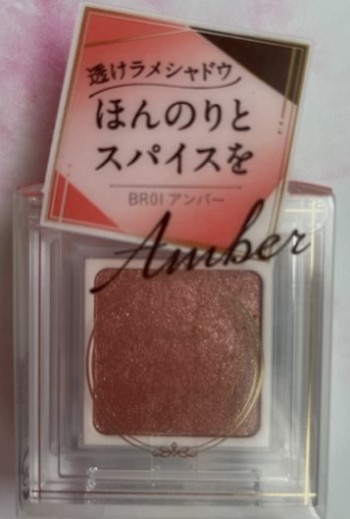 透けラメシャドウ
ほんのりと
スパイスを
BR01 アンバー
Amber